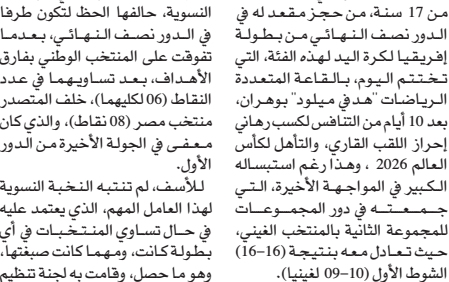 من 17 سنة، من حجز مقعد له في
الدور نصف النهائي من بطولة
إفريقيا لكرة اليد لهذه الفئة، التي
تختتم اليوم، بالقاعة المتعددة
الرياضات "هدفي ميلود" بوهران،
بعد 10 أيام من التنافس لكسب رهاني
إحراز اللقب القاري، والتأهل لكأس
العالم 2026 ، وهذا رغم استبساله
الكبير في المواجهة الأخيرة، التي
جمعته في دور المجموعات
للمجموعة الثانية بالمنتخب الغيني،
حيث تعادل معه بنتيجة (16-16)
الشوط الأول (10-09 لغينيا).
النسوية، حالفها الحظ لتكون طرفا
في الدور نصف النهائي، بعدما
تفوقت على المنتخب الوطني بفارق
الأهداف، بعد تساويهما في عدد
النقاط (06 لكليهما)، خلف المتصدر
منتخب مصر (08 نقاط)، والذي كان
معفى في الجولة الأخيرة من الدور
الأول.
للأسف، لم تنتبه النخبة النسوية
لهذا العامل المهم، الذي يعتمد عليه
في حال تساوي المنتخبات في أي
بطولة كانت، ومهما كانت صبغتها،
وهو ما حصل، وقامت به لجنة تنظيم